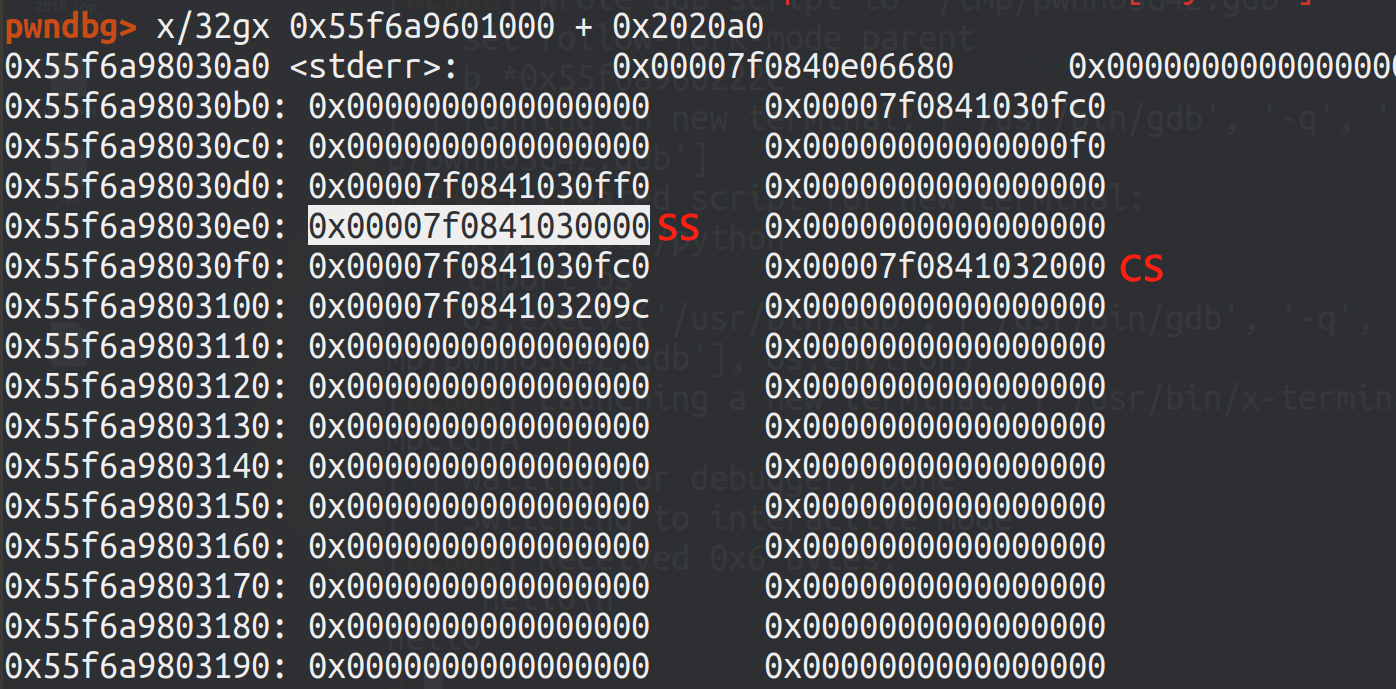 pwndbg> x/32gx 0x55f6a9601000 + 0x2020a0
0x55f6a98030a0 <stderr>: 0x00007f0840e06680 0x0000000000000000
0x55f6a98030b0: 0x0000000000000000 0x00007f0841030fc0
0x55f6a98030c0: 0x0000000000000000 0x00000000000000f0
0x55f6a98030d0: 0x00007f0841030ff0 0x0000000000000000
0x55f6a98030e0: 0x00007f0841030000 SS 0x0000000000000000
0x55f6a98030f0: 0x00007f0841030fc0 0x00007f0841032000 CS
0x55f6a9803100: 0x00007f084103209c 0x0000000000000000
0x55f6a9803110: 0x0000000000000000 0x0000000000000000
0x55f6a9803120: 0x0000000000000000 0x0000000000000000
0x55f6a9803130: 0x0000000000000000 0x0000000000000000
0x55f6a9803140: 0x0000000000000000 0x0000000000000000
0x55f6a9803150: 0x0000000000000000 0x0000000000000000
0x55f6a9803160: 0x0000000000000000 0x0000000000000000
0x55f6a9803170: 0x0000000000000000 0x0000000000000000
0x55f6a9803180: 0x0000000000000000 0x0000000000000000
0x55f6a9803190: 0x0000000000000000 0x0000000000000000